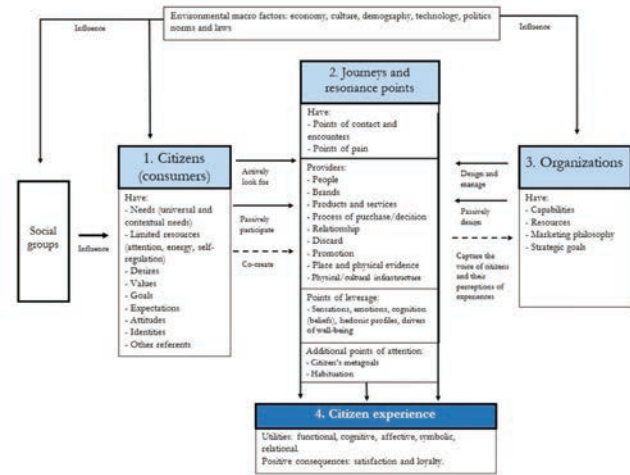 Environmental macro factors: economy, culture, demography, technology, politics
norms and laws
Influence
Influence
2. Journeys and
resonance points
Have:
- Points of contact and
encounters
- Points of pain
1. Citizens
(consumers)
Have:
- Needs (universal and
contextual needs)
- Limited resources
(attention, energy, self-
regulation)
- Desires
- Values
- Goals
- Expectations
- Attitudes
- Identities
- Other referents
Social
groups
Influence
Actively
look for
Passively
participate
Co-create
Providers:
- People
- Brands
- Products and services
- Process of purchase/decision
- Relationship
- Discard
- Promotion
- Place and physical evidence
- Physical/cultural infrastructure
Points of leverage:
- Sensations, emotions, cognition
(beliefs), hedonic profiles, drivers
of well-being
Additional points of attention:
- Citizen's metagoals
- Habituation
Design and
manage
Passively
design
Capture the
voice of citizens
and their
perceptions of
experiences
3. Organizations
Have:
- Capabilities
- Resources
- Marketing philosophy
- Strategic goals
4. Citizen experience
Utilities: functional, cognitive, affective, symbolic,
relational.
Positive consequences: satisfaction and loyalty.